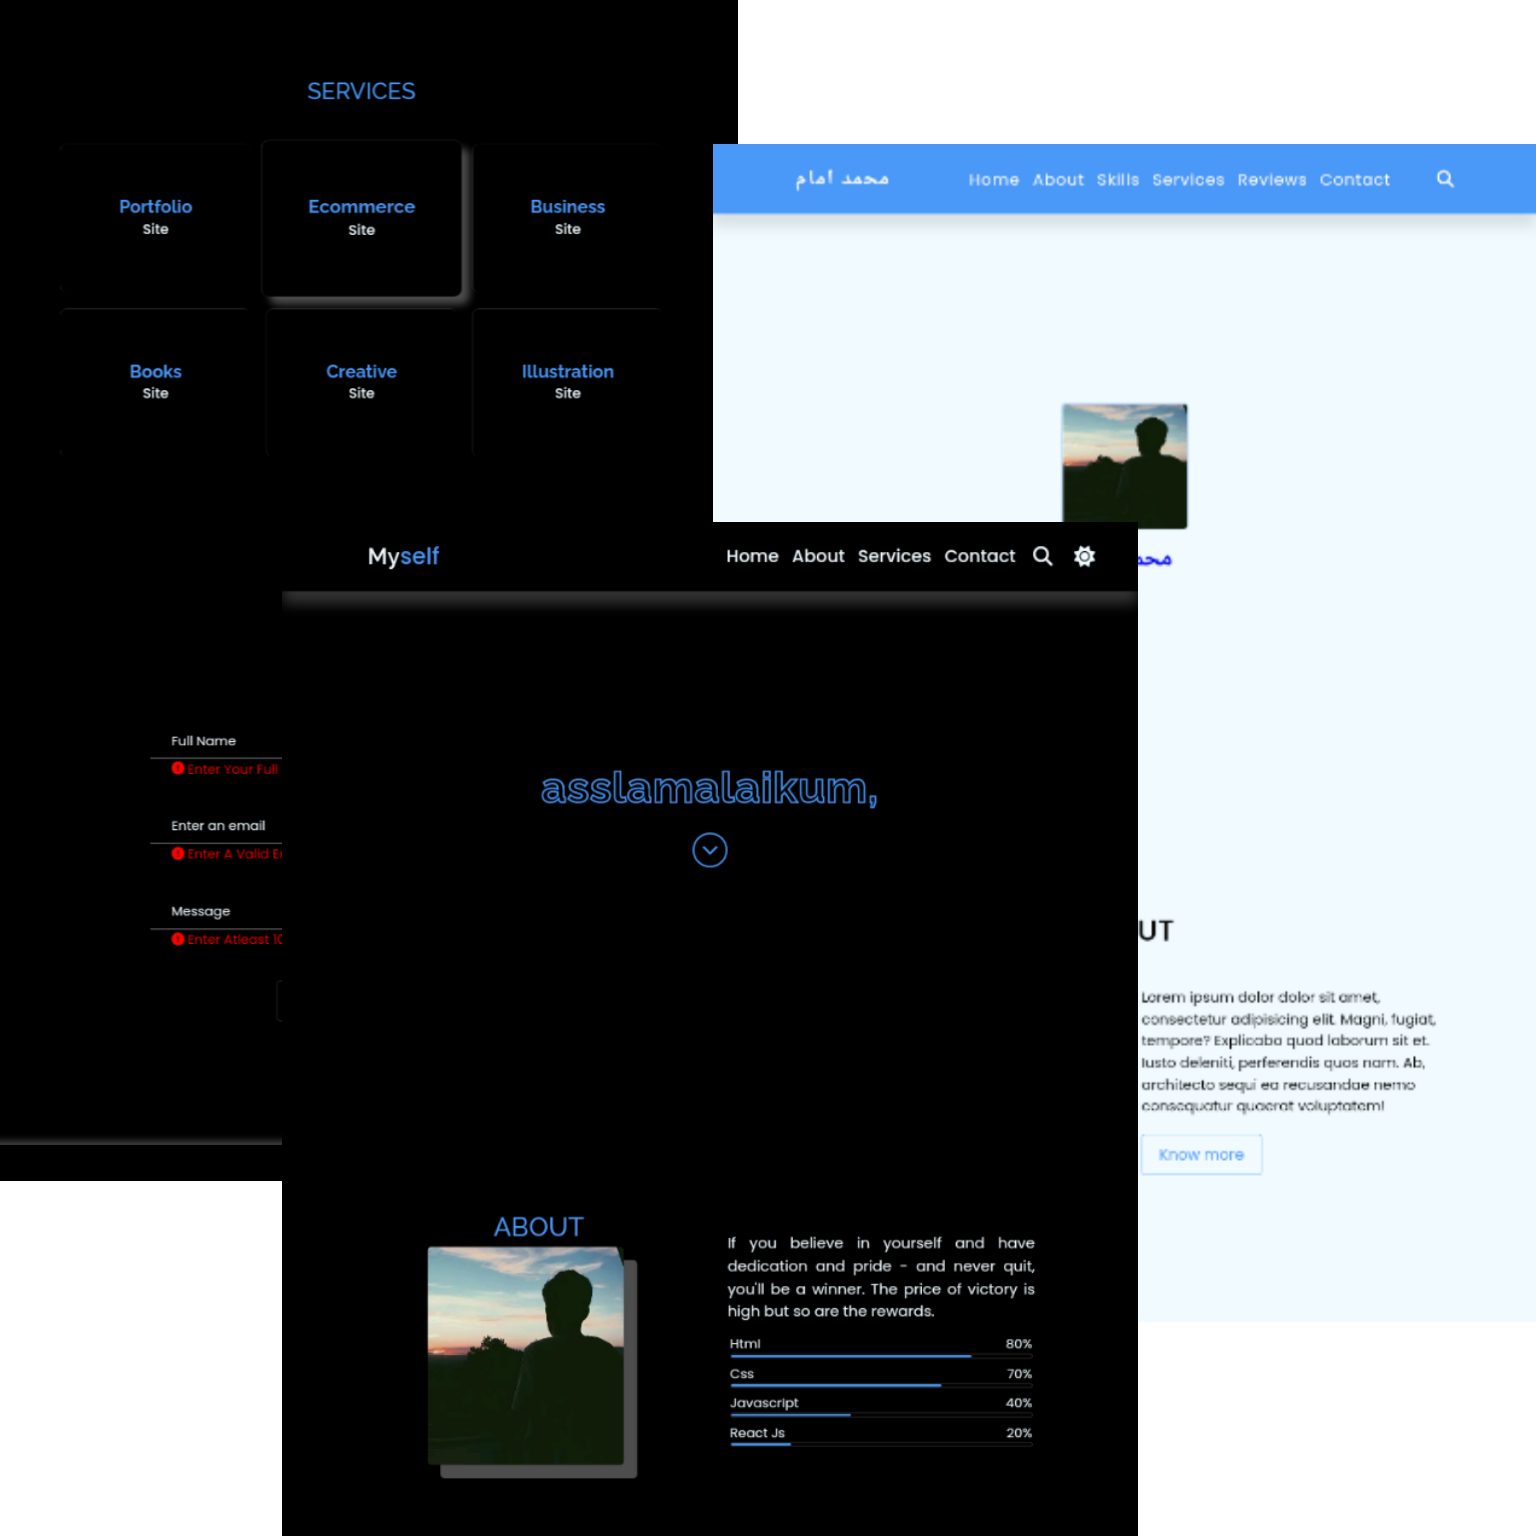 SERVICES
Portfolio
Site
Ecommerce
Site
Business
Site
Books
Site
Creative
Site
Illustration
Site
Full Name
Enter Your Full
Enter an email
Enter A Valid
Message
Enter Atleast
محمد امام
Home About Skills Services Reviews Contact
UT
Lorem ipsum dolor dolor sit amet,
consectetur adipisicing elit. Magni, fugiat,
tempore? Explicabo quod laborum sit et.
Iusto deleniti, perferendis quas nam. Ab,
architecto sequi ea recusandae nemo
consequatur quaerat voluptatem!
Know more
Myself
Home About Services Contact
asslamalaikum,
ABOUT
If you believe in yourself and have
dedication and pride - and never quit,
you'll be a winner. The price of victory is
high but so are the rewards.
Html 80%
Css 70%
Javascript 40%
React Js 20%